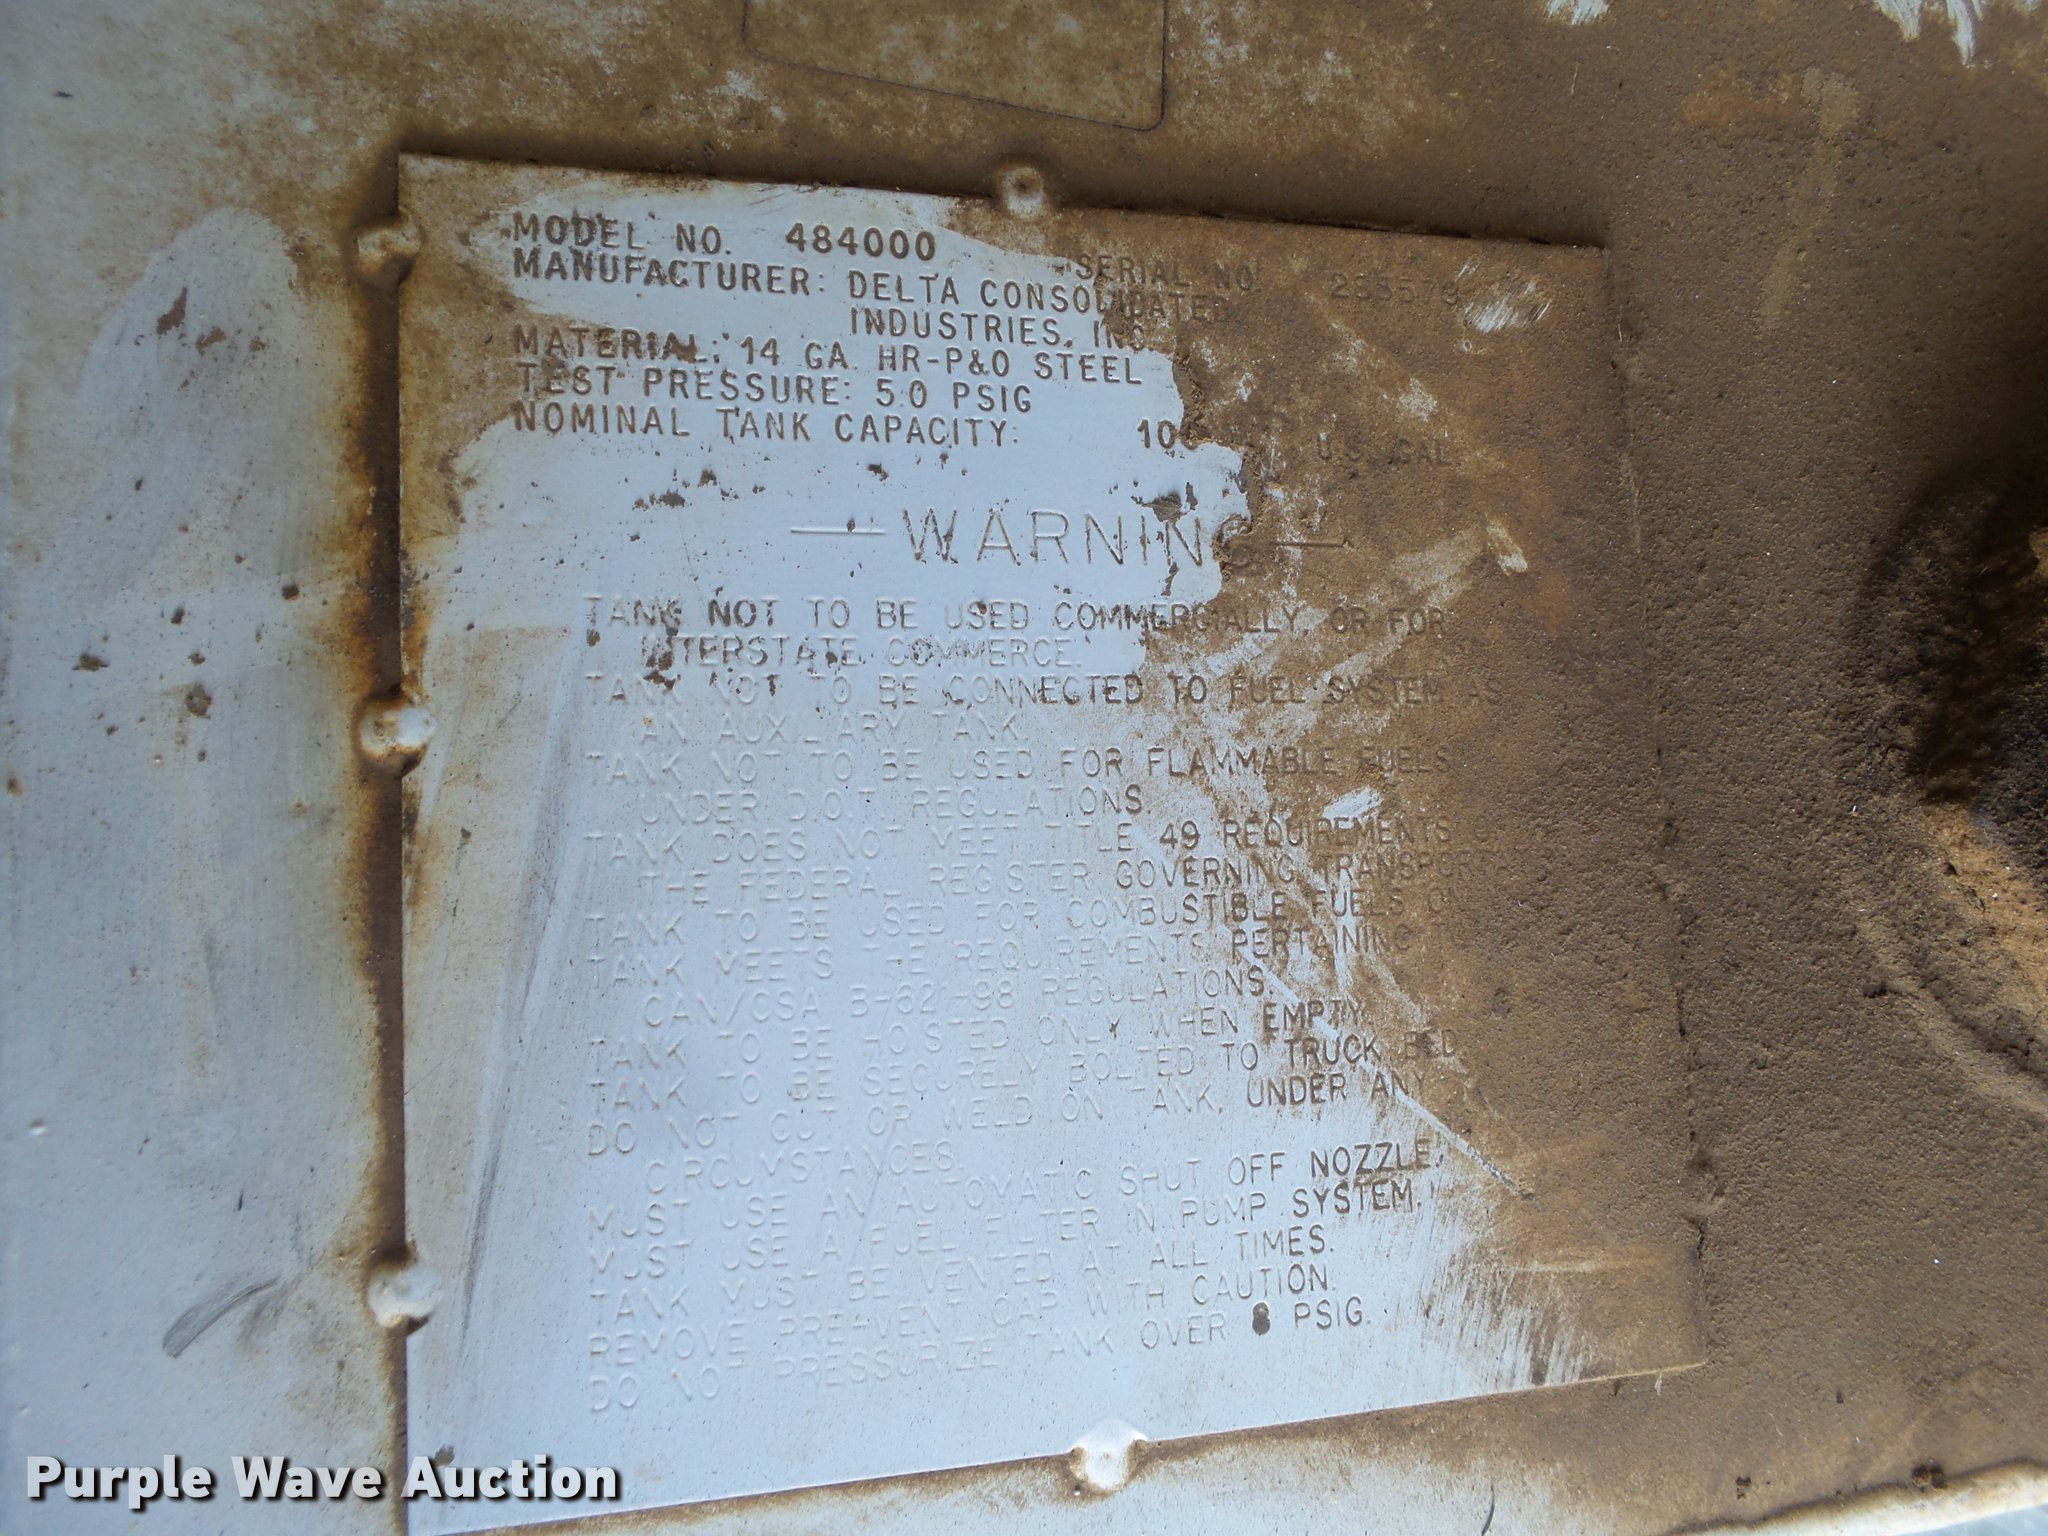 MODEL NO. 484000 SERIAL NO
MANUFACTURER: DELTA CONSOLIDATED
INDUSTRIES, INC.
MATERIAL: 14 GA. HR-P&O STEEL
TEST PRESSURE: 5.0 PSIG
NOMINAL TANK CAPACITY: U.S. GAL.
— WARNING —
TANK NOT TO BE USED COMMERCIALLY, OR FOR
INTERSTATE COMMERCE.
TANK NOT TO BE CONNECTED TO FUEL SYSTEM AS
AN AUXILIARY TANK.
TANK NOT TO BE USED FOR FLAMMABLE FUELS
UNDER D.O.T. REGULATIONS.
TANK DOES NOT MEET TITLE 49 REQUIREMENTS
THE FEDERAL REGISTER GOVERNING
TANK TO BE USED FOR COMBUSTIBLE FUELS
TANK MEETS THE REQUIREMENTS PERTAINING
CAN/CSA B-621-98 REGULATIONS.
TANK TO BE HOISTED ONLY WHEN EMPTY.
TANK TO BE SECURELY BOLTED TO TRUCK BED
DO NOT CUT OR WELD ON TANK, UNDER ANY
CIRCUMSTANCES.
MUST USE AN AUTOMATIC SHUT OFF NOZZLE.
MUST USE A FUEL FILTER IN PUMP SYSTEM.
TANK MUST BE VENTED AT ALL TIMES.
REMOVE PRE-VENT CAP WITH CAUTION.
DO NOT PRESSURIZE TANK OVER PSIG.
Purple Wave Auction